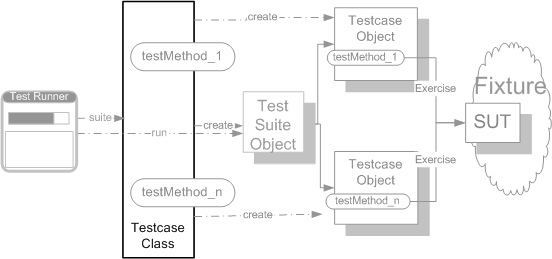 create
Testcase
Object
testMethod_1
testMethod_1
Exercise
Fixture
Test Runner
suite
run
create
Test
Suite
Object
SUT
Exercise
Testcase
Object
testMethod_n
testMethod_n
create
Testcase
Class